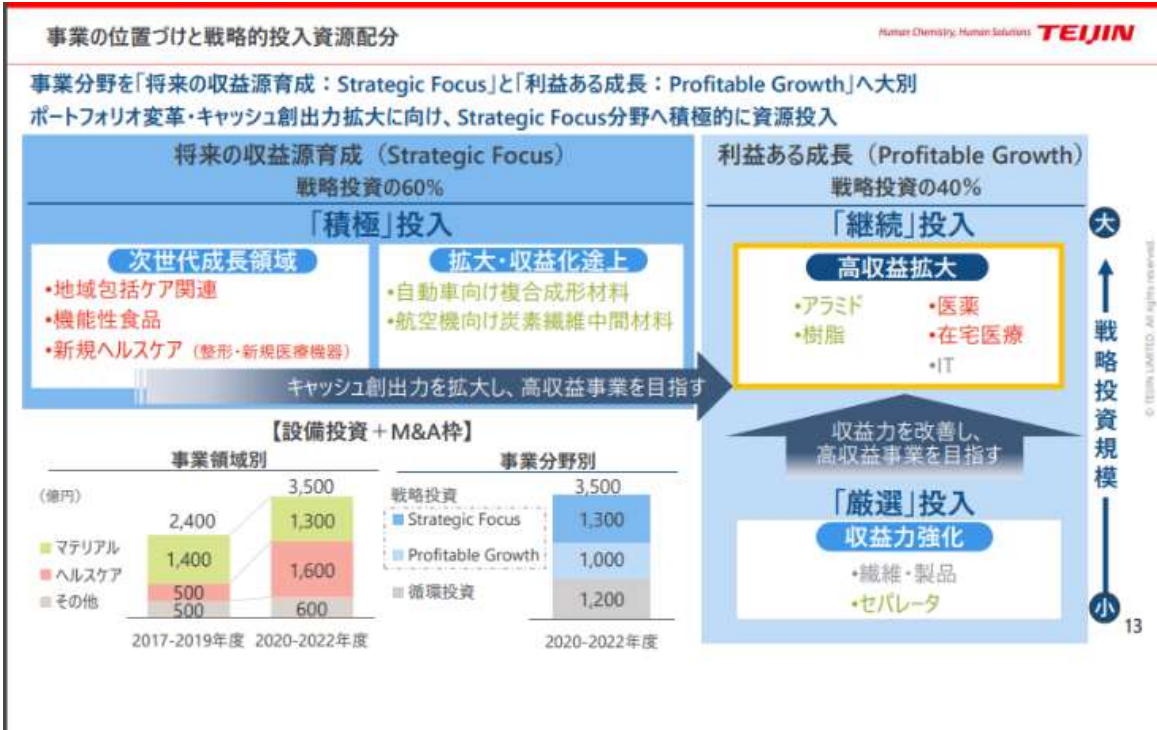 事業の位置づけと戦略的投入資源配分
Human Chemistry, Human Solutions TEIJIN
事業分野を「将来の収益源育成：Strategic Focus」と「利益ある成長：Profitable Growth」へ大別
ポートフォリオ変革・キャッシュ創出力拡大に向け、Strategic Focus分野へ積極的に資源投入
将来の収益源育成（Strategic Focus）
戦略投資の60%
「積極」投入
次世代成長領域
•地域包括ケア関連
•機能性食品
•新規ヘルスケア（整形・新規医療機器）
拡大・収益化途上
•自動車向け複合成形材料
•航空機向け炭素繊維中間材料
キャッシュ創出力を拡大し、高収益事業を目指す
利益ある成長（Profitable Growth）
戦略投資の40%
「継続」投入
高収益拡大
•アラミド
•樹脂
•医薬
•在宅医療
•IT
収益力を改善し、
高収益事業を目指す
「厳選」投入
収益力強化
•繊維・製品
•セパレータ
大
戦略投資規模
小
【設備投資＋M&A枠】
事業領域別
（億円）
マテリアル
ヘルスケア
その他
2,400
1,400
500
500
2017-2019年度
3,500
1,300
1,600
600
2020-2022年度
事業分野別
戦略投資
Strategic Focus
Profitable Growth
循環投資
3,500
1,300
1,000
1,200
2020-2022年度
© TEIJIN LIMITED. All rights reserved.
13